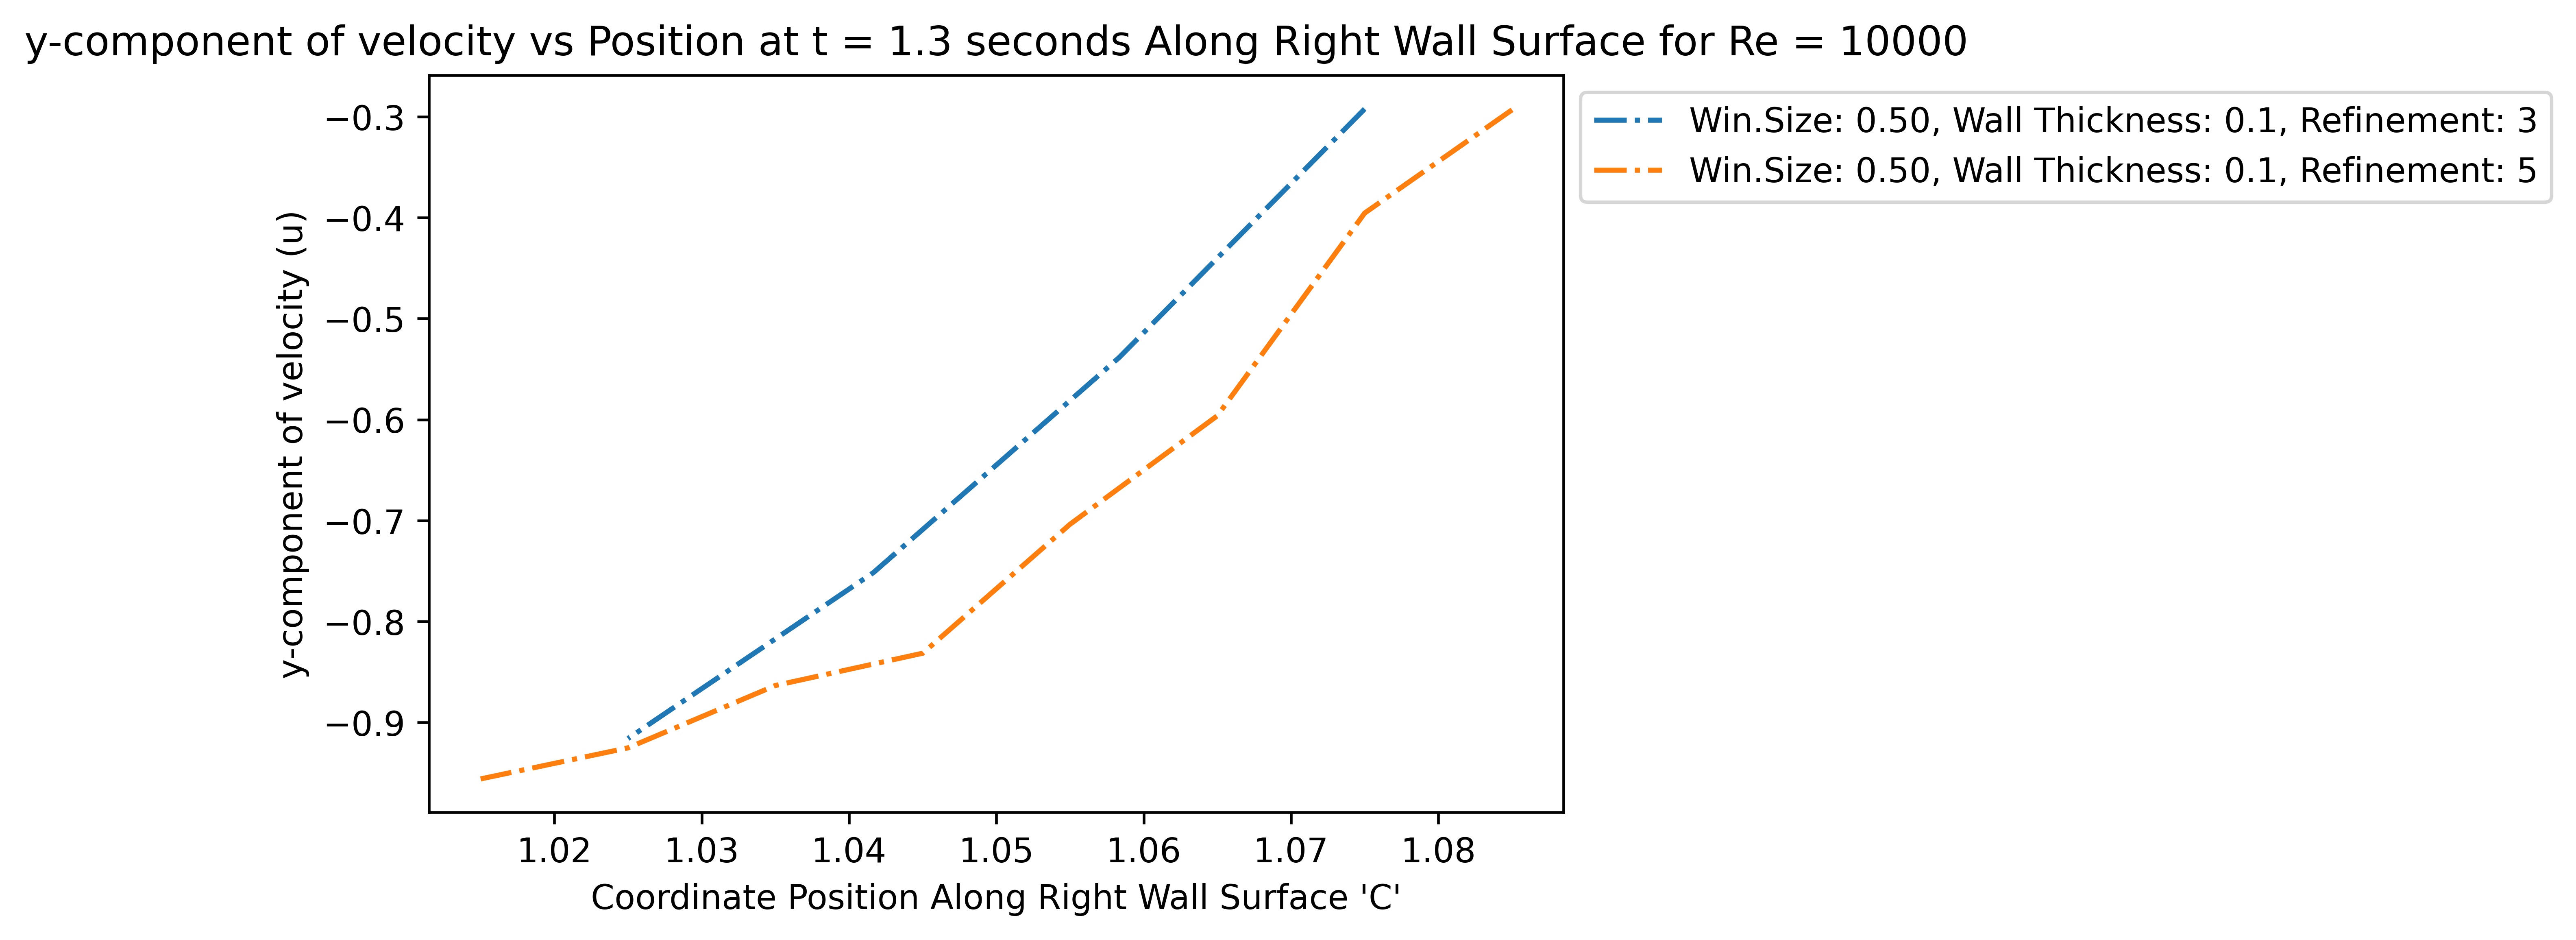 y-component of velocity vs Position at t = 1.3 seconds Along Right Wall Surface for Re = 10000
Win.Size: 0.50, Wall Thickness: 0.1, Refinement: 3
Win.Size: 0.50, Wall Thickness: 0.1, Refinement: 5
y-component of velocity (u)
−0.3
−0.4
−0.5
−0.6
−0.7
−0.8
−0.9
1.02 1.03 1.04 1.05 1.06 1.07 1.08
Coordinate Position Along Right Wall Surface 'C'